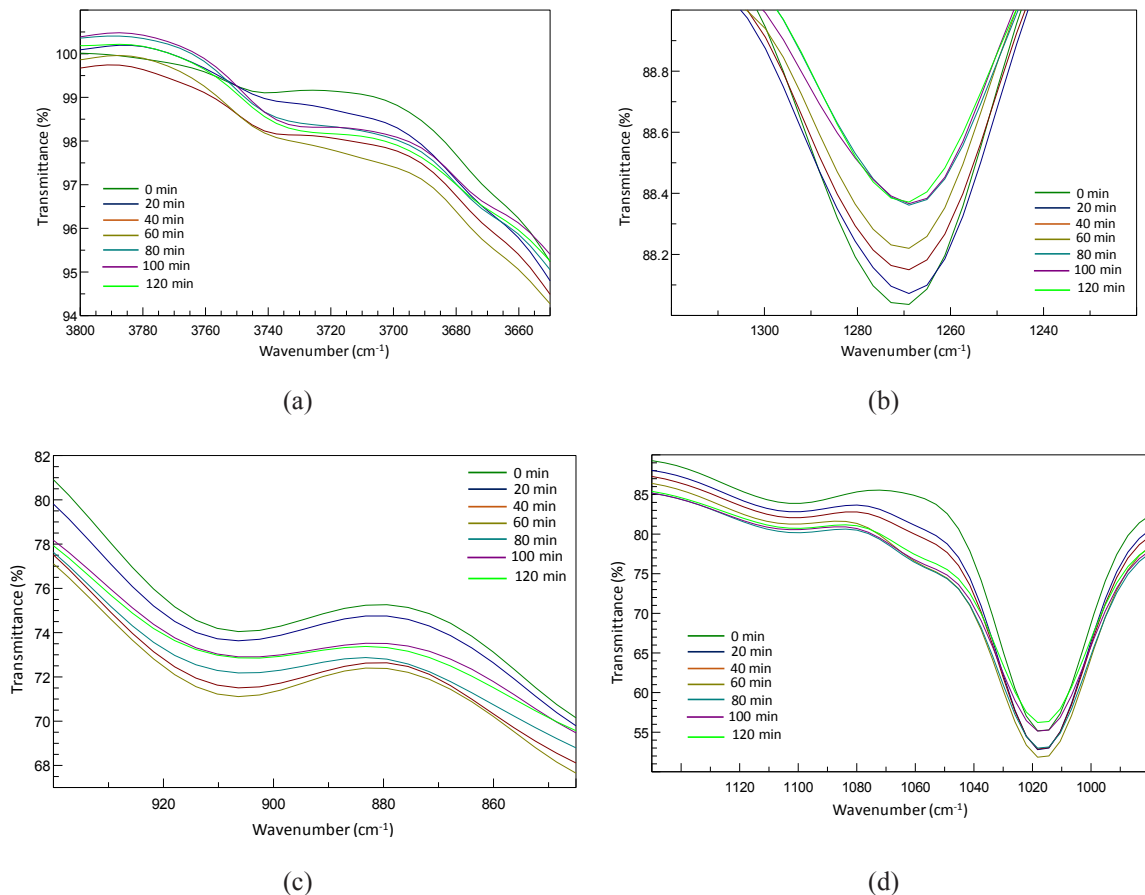 100
99
98
97
96
95
94
Transmittance (%)
0 min
20 min
40 min
60 min
80 min
100 min
120 min
3800 3780 3760 3740 3720 3700 3680 3660
Wavenumber (cm-1)
(a)
88.8
88.6
88.4
88.2
Transmittance (%)
0 min
20 min
40 min
60 min
80 min
100 min
120 min
1300 1280 1260 1240
Wavenumber (cm-1)
(b)
82
80
78
76
74
72
70
68
Transmittance (%)
0 min
20 min
40 min
60 min
80 min
100 min
120 min
920 900 880 860
Wavenumber (cm-1)
(c)
85
80
75
70
65
60
55
Transmittance (%)
0 min
20 min
40 min
60 min
80 min
100 min
120 min
1120 1100 1080 1060 1040 1020 1000
Wavenumber (cm-1)
(d)